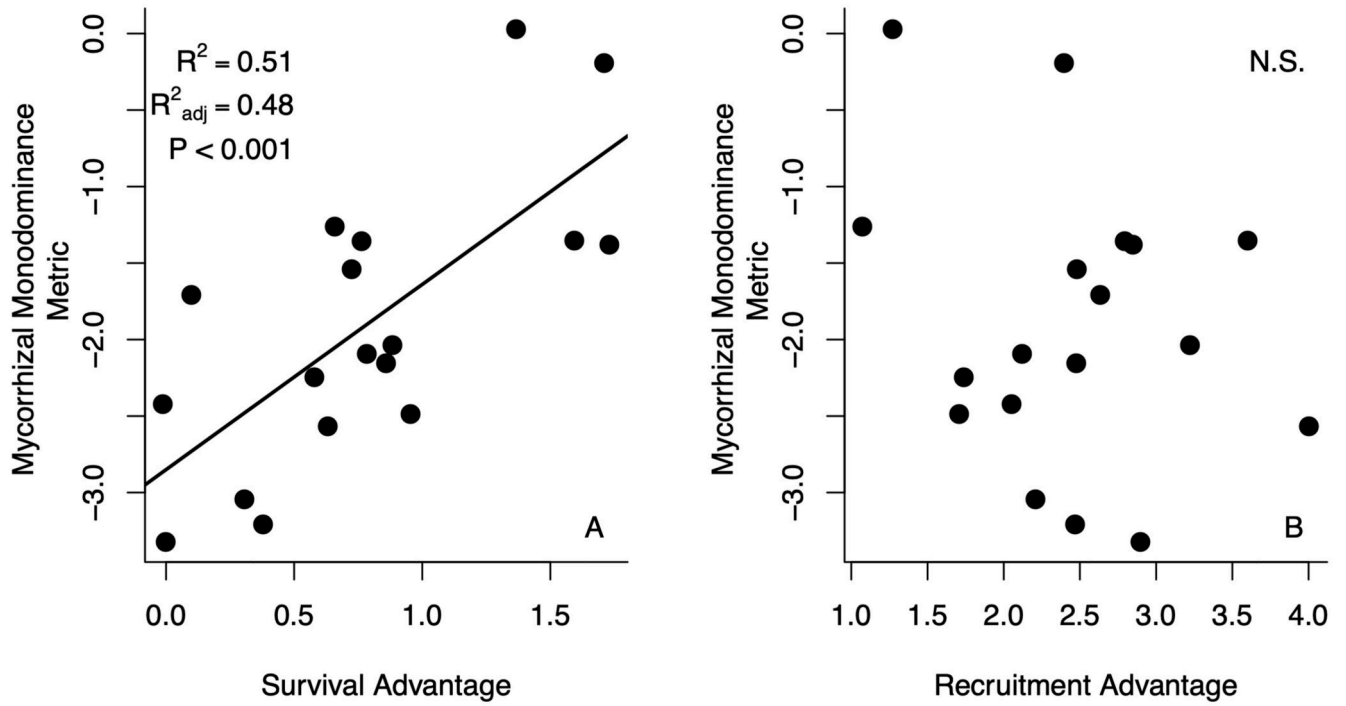 Mycorrhizal Monodominance
Metric
0.0
−1.0
−2.0
−3.0
R² = 0.51
R²adj = 0.48
P < 0.001
A
0.0 0.5 1.0 1.5
Survival Advantage
Mycorrhizal Monodominance
Metric
0.0
−1.0
−2.0
−3.0
N.S.
B
1.0 1.5 2.0 2.5 3.0 3.5 4.0
Recruitment Advantage